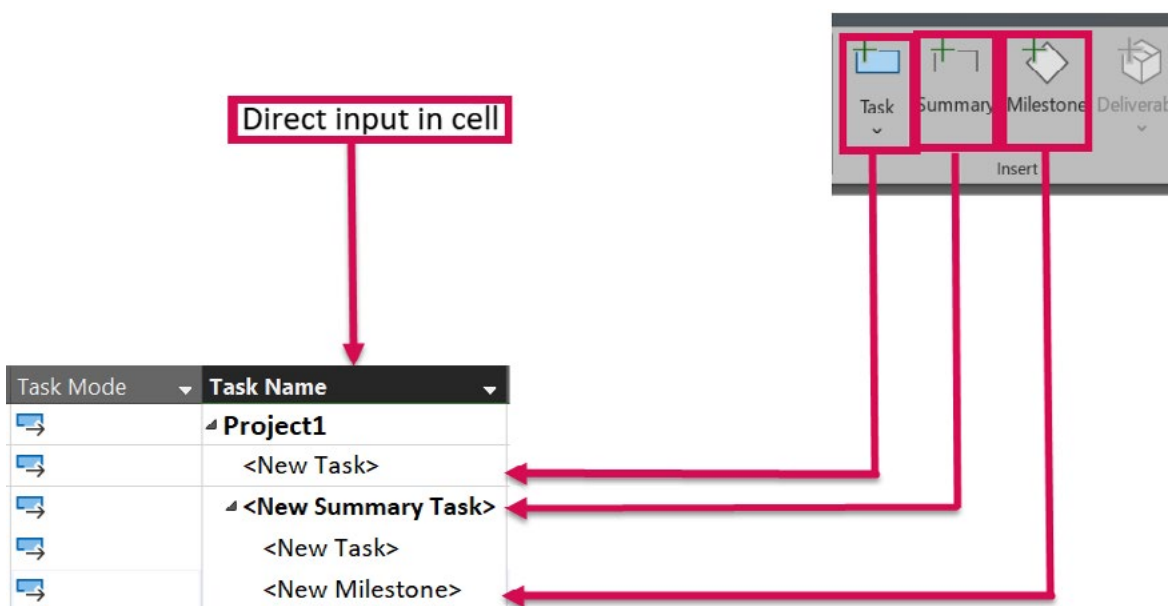 Task
Summary
Milestone
Deliverab
Insert
Direct input in cell
Task Mode
Task Name
Project1
<New Task>
<New Summary Task>
<New Task>
<New Milestone>